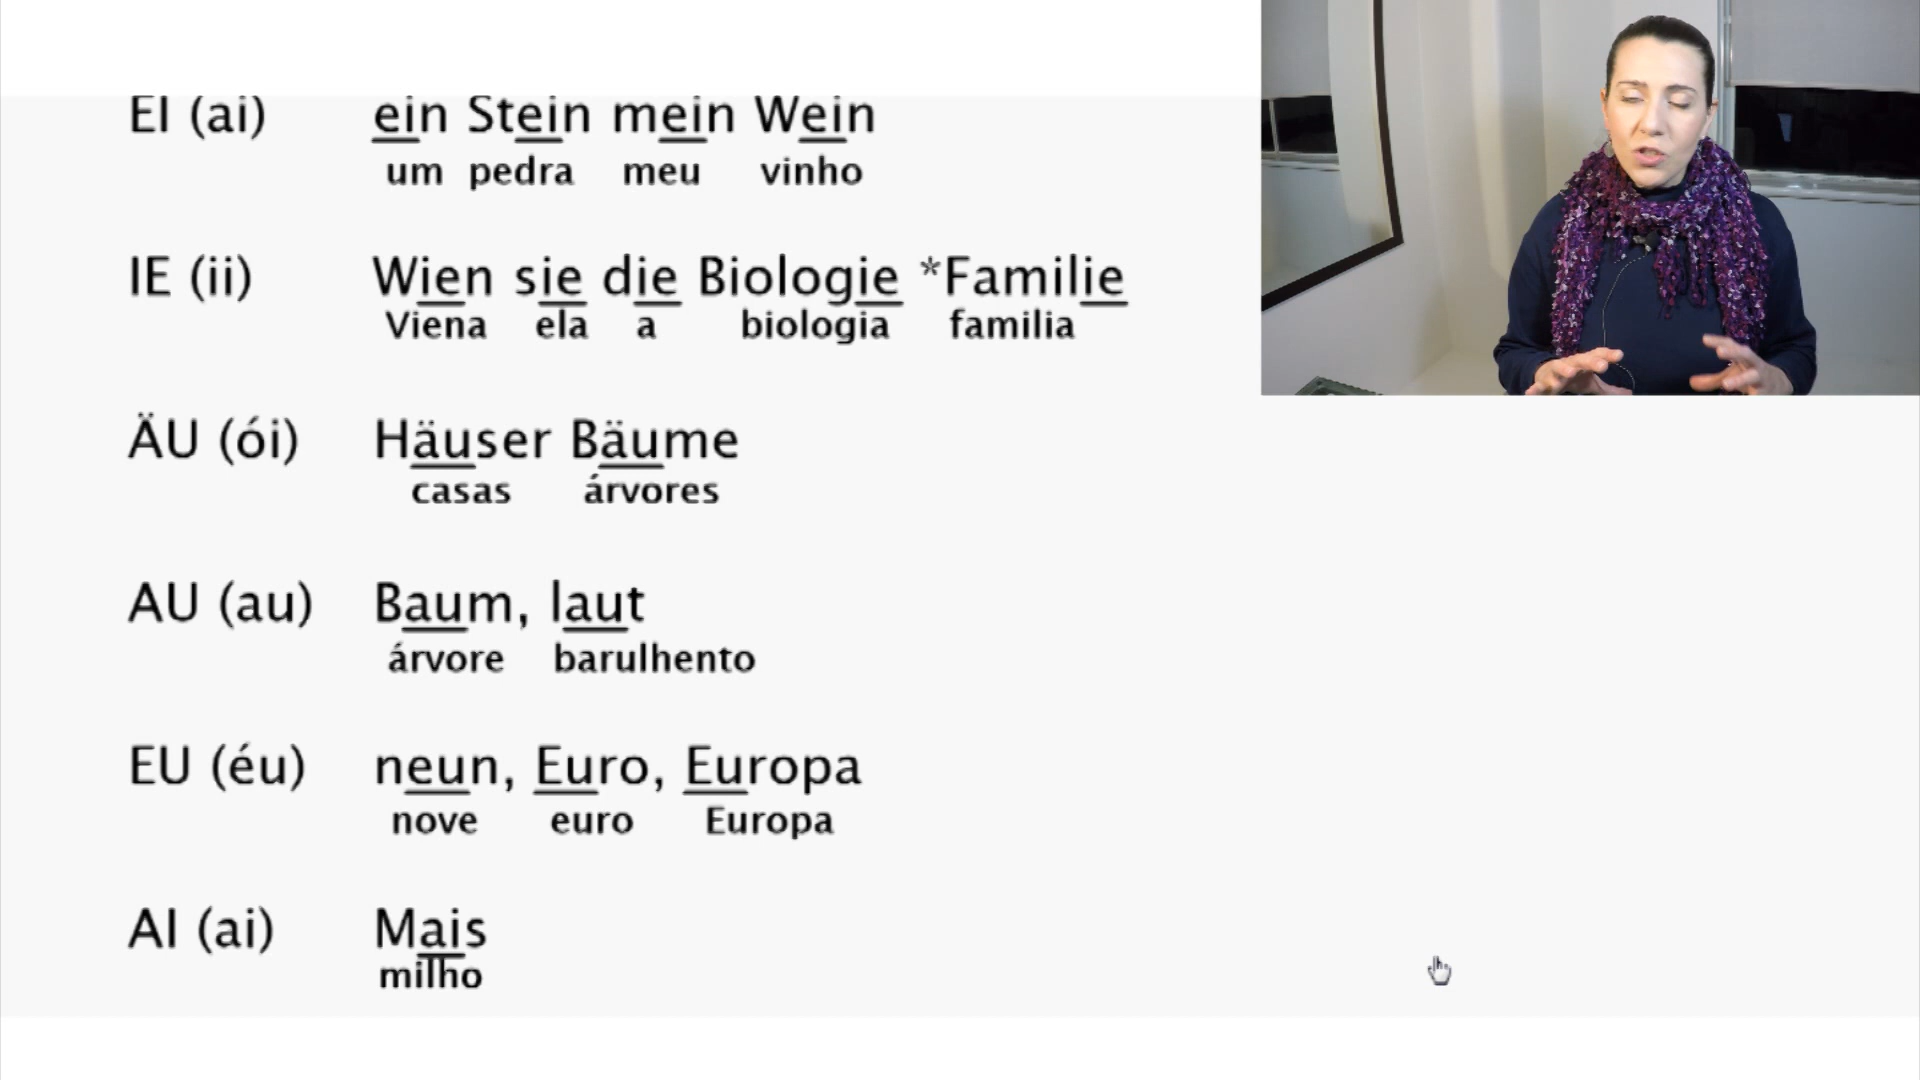 EI (ai) ein Stein mein Wein
um pedra meu vinho
IE (ii) Wien sie die Biologie *Familie
Viena ela a biologia familia
ÄU (ói) Häuser Bäume
casas árvores
AU (au) Baum, laut
árvore barulhento
EU (éu) neun, Euro, Europa
nove euro Europa
AI (ai) Mais
milho